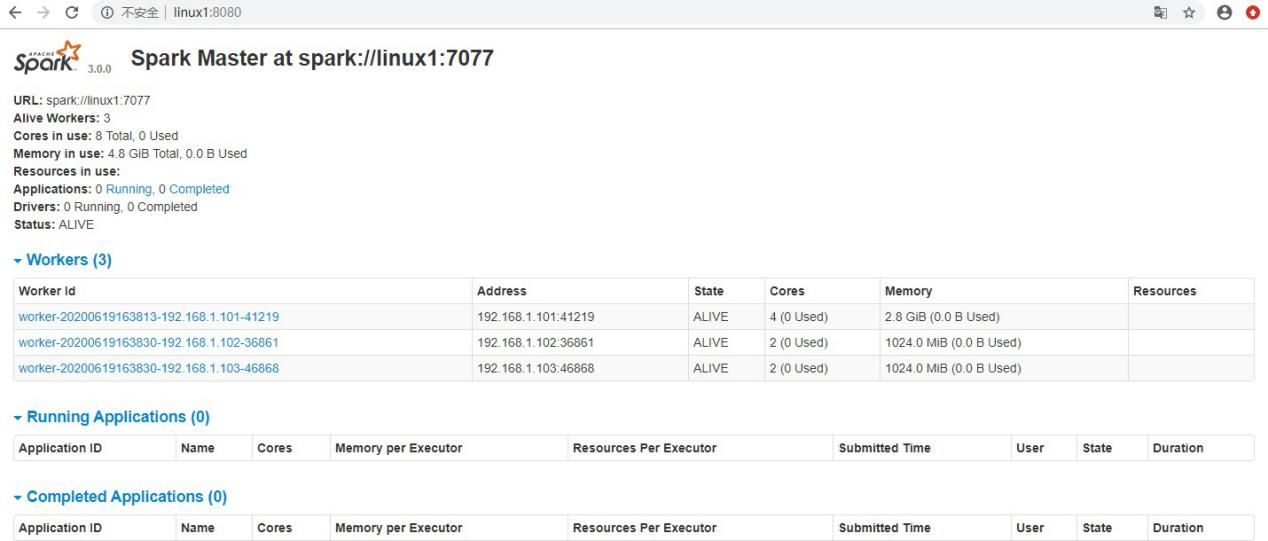 不安全 linux1:8080
APACHE
Spark 3.0.0 Spark Master at spark://linux1:7077
URL: spark://linux1:7077
Alive Workers: 3
Cores in use: 8 Total, 0 Used
Memory in use: 4.8 GiB Total, 0.0 B Used
Resources in use:
Applications: 0 Running, 0 Completed
Drivers: 0 Running, 0 Completed
Status: ALIVE
Workers (3)
Worker Id Address State Cores Memory Resources
worker-20200619163813-192.168.1.101-41219 192.168.1.101:41219 ALIVE 4 (0 Used) 2.8 GiB (0.0 B Used)
worker-20200619163830-192.168.1.102-36861 192.168.1.102:36861 ALIVE 2 (0 Used) 1024.0 MiB (0.0 B Used)
worker-20200619163830-192.168.1.103-46868 192.168.1.103:46868 ALIVE 2 (0 Used) 1024.0 MiB (0.0 B Used)
Running Applications (0)
Application ID Name Cores Memory per Executor Resources Per Executor Submitted Time User State Duration
Completed Applications (0)
Application ID Name Cores Memory per Executor Resources Per Executor Submitted Time User State Duration